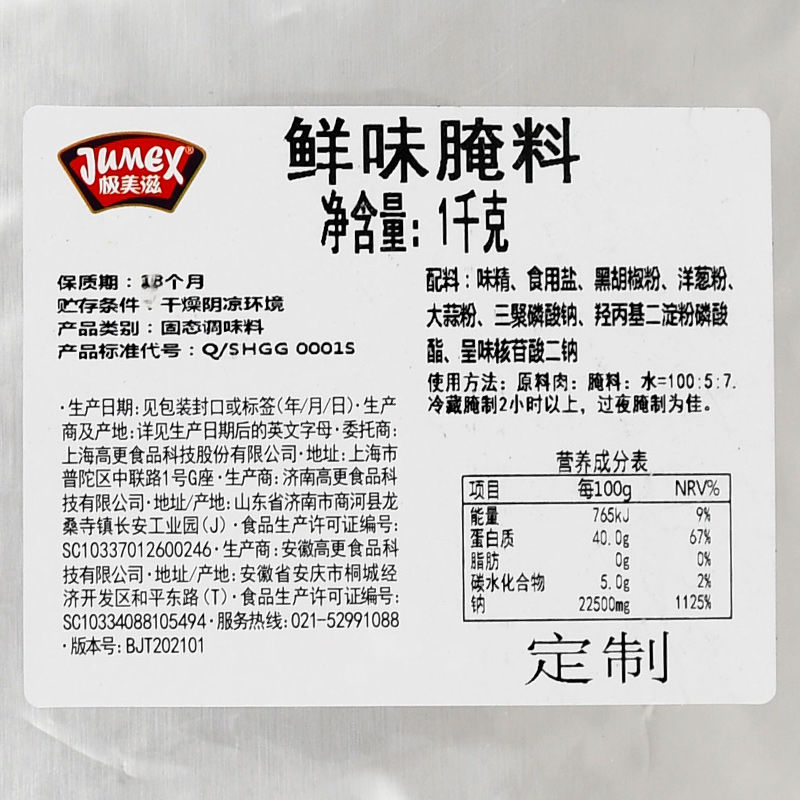 JUMEX®
极美滋
鲜味腌料
净含量：1千克
保质期：18个月
贮存条件：干燥阴凉环境
产品类别：固态调味料
产品标准代号：Q/SHGG 0001S
配料：味精、食用盐、黑胡椒粉、洋葱粉、
大蒜粉、三聚磷酸钠、羟丙基二淀粉磷酸
酯、呈味核苷酸二钠
使用方法：原料肉：腌料：水=100:5:7.
冷藏腌制2小时以上，过夜腌制为佳。
·生产日期:见包装封口或标签(年/月/日)·生产
商及产地:详见生产日期后的英文字母·委托商:
上海高更食品科技股份有限公司·地址:上海市
普陀区中联路1号G座·生产商:济南高更食品科
技有限公司·地址/产地:山东省济南市商河县龙
桑寺镇长安工业园(J)·食品生产许可证编号:
SC10337012600246·生产商:安徽高更食品科
技有限公司·地址/产地:安徽省安庆市桐城经
济开发区和平东路(T)·食品生产许可证编号:
SC10334088105494·服务热线:021-52991088
·版本号:BJT202101
营养成分表
项目 每100g NRV%
能量 765kJ 9%
蛋白质 40.0g 67%
脂肪 0g 0%
碳水化合物 5.0g 2%
钠 22500mg 1125%
定制